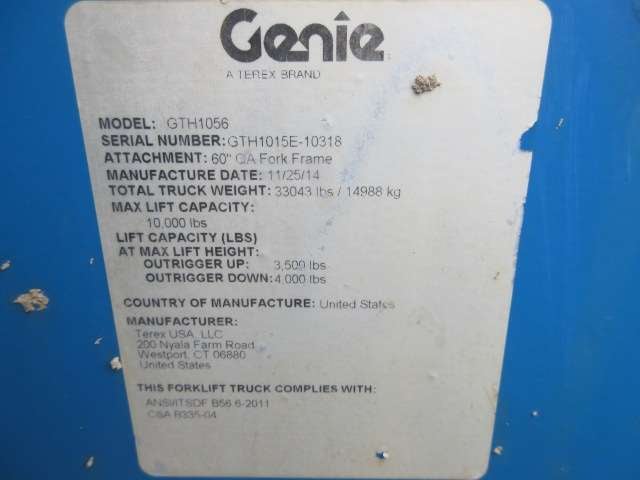 Genie
A TEREX BRAND
MODEL: GTH1056
SERIAL NUMBER: GTH1015E-10318
ATTACHMENT: 60" QA Fork Frame
MANUFACTURE DATE: 11/25/14
TOTAL TRUCK WEIGHT: 33043 lbs / 14988 kg
MAX LIFT CAPACITY:
10,000 lbs
LIFT CAPACITY (LBS)
AT MAX LIFT HEIGHT:
OUTRIGGER UP: 3,500 lbs
OUTRIGGER DOWN: 4,000 lbs
COUNTRY OF MANUFACTURE: United States
MANUFACTURER:
Terex USA, LLC
200 Nyala Farm Road
Westport, CT 06880
United States
THIS FORKLIFT TRUCK COMPLIES WITH:
ANSI/ITSDF B56.6-2011
CSA B335-04